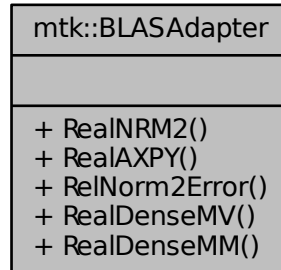 mtk::BLASAdapter
+ RealNRM2()
+ RealAXPY()
+ RelNorm2Error()
+ RealDenseMV()
+ RealDenseMM()